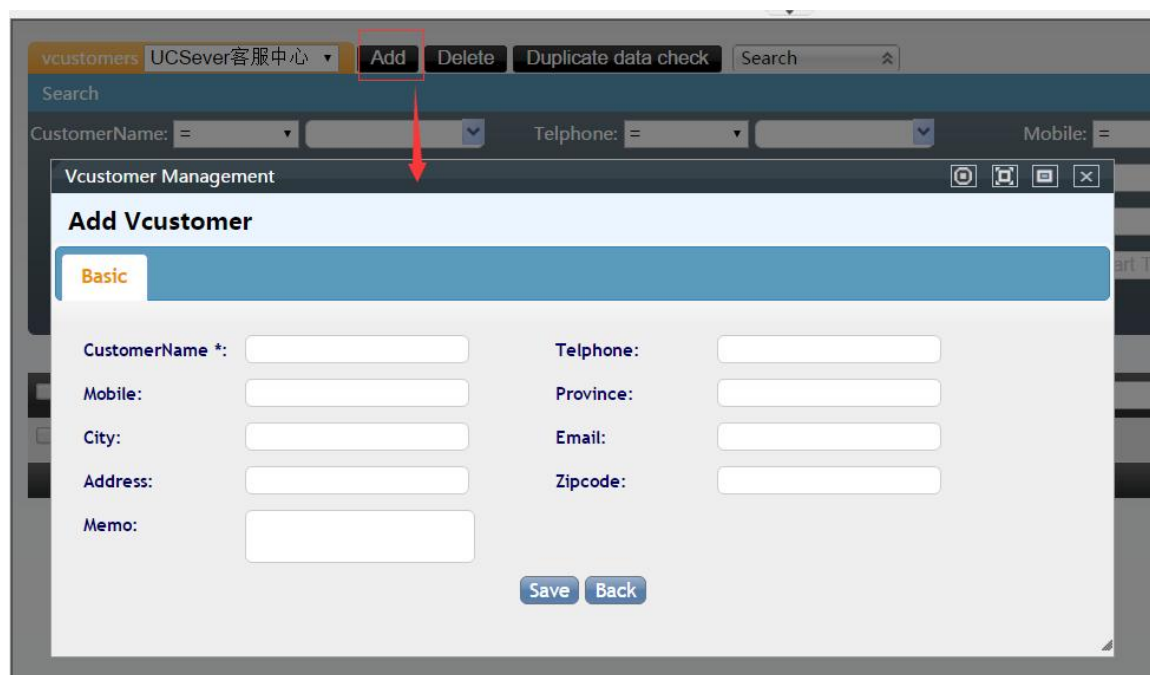 vcustomers UCSever客服中心 Add Delete Duplicate data check Search
Search
CustomerName: = Telphone: = Mobile: =
Vcustomer Management
Add Vcustomer
Basic
art T
CustomerName *: Telphone:
Mobile: Province:
City: Email:
Address: Zipcode:
Memo:
Save Back